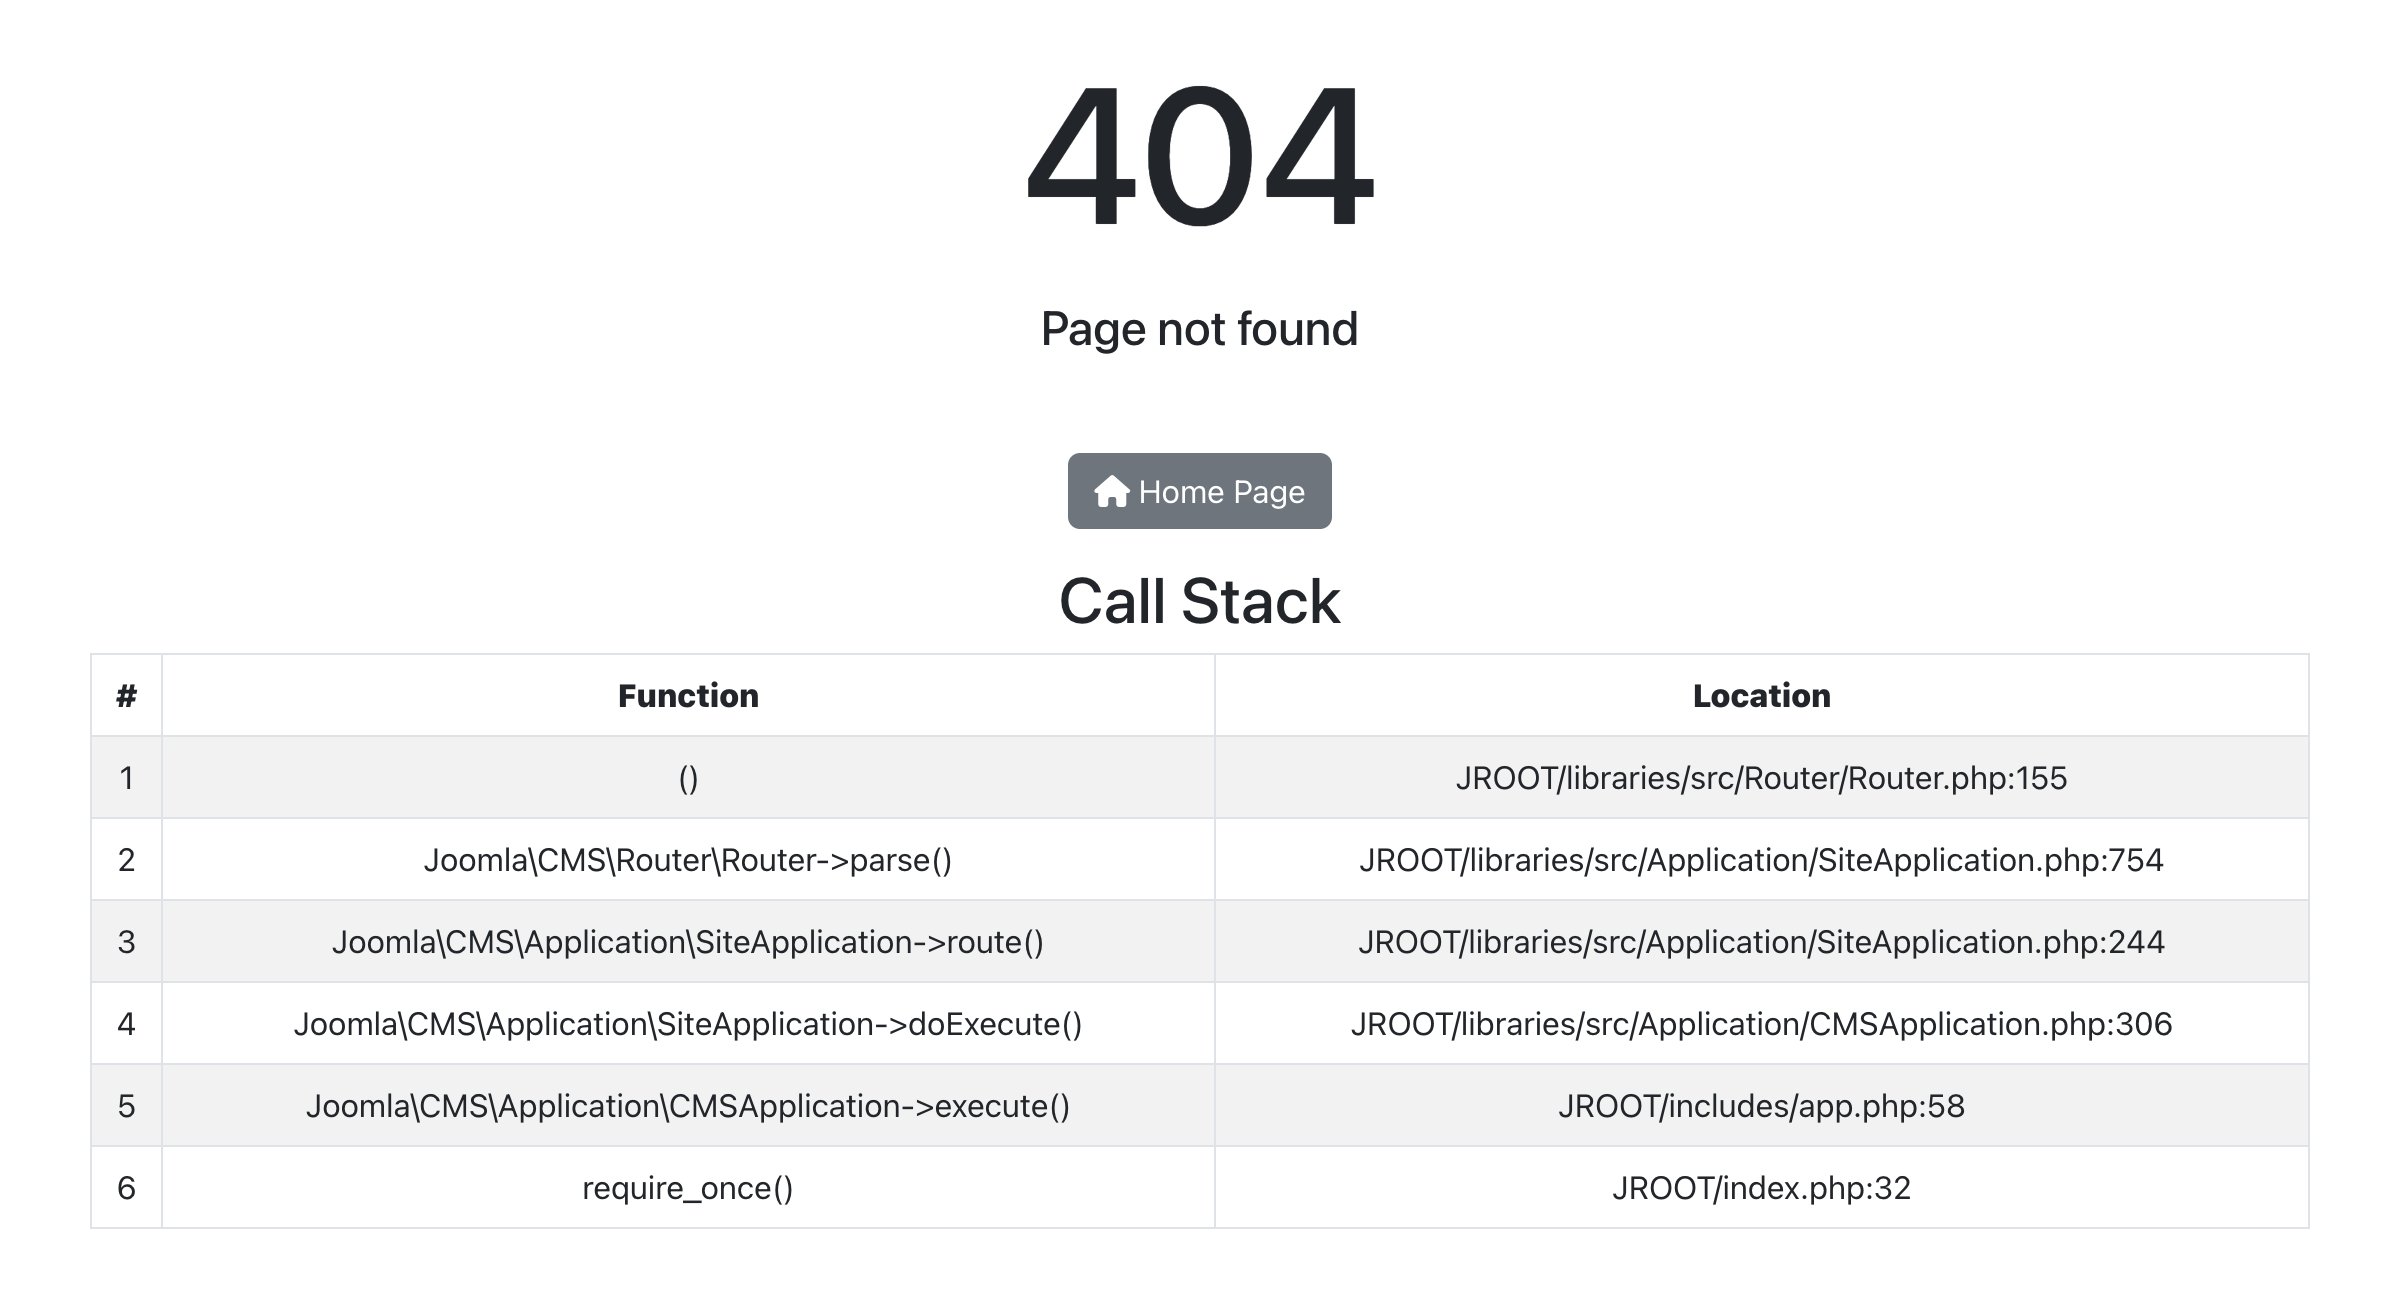 404
Page not found
Home Page
Call Stack
# Function Location
1 () JROOT/libraries/src/Router/Router.php:155
2 Joomla\CMS\Router\Router->parse() JROOT/libraries/src/Application/SiteApplication.php:754
3 Joomla\CMS\Application\SiteApplication->route() JROOT/libraries/src/Application/SiteApplication.php:244
4 Joomla\CMS\Application\SiteApplication->doExecute() JROOT/libraries/src/Application/CMSApplication.php:306
5 Joomla\CMS\Application\CMSApplication->execute() JROOT/includes/app.php:58
6 require_once() JROOT/index.php:32